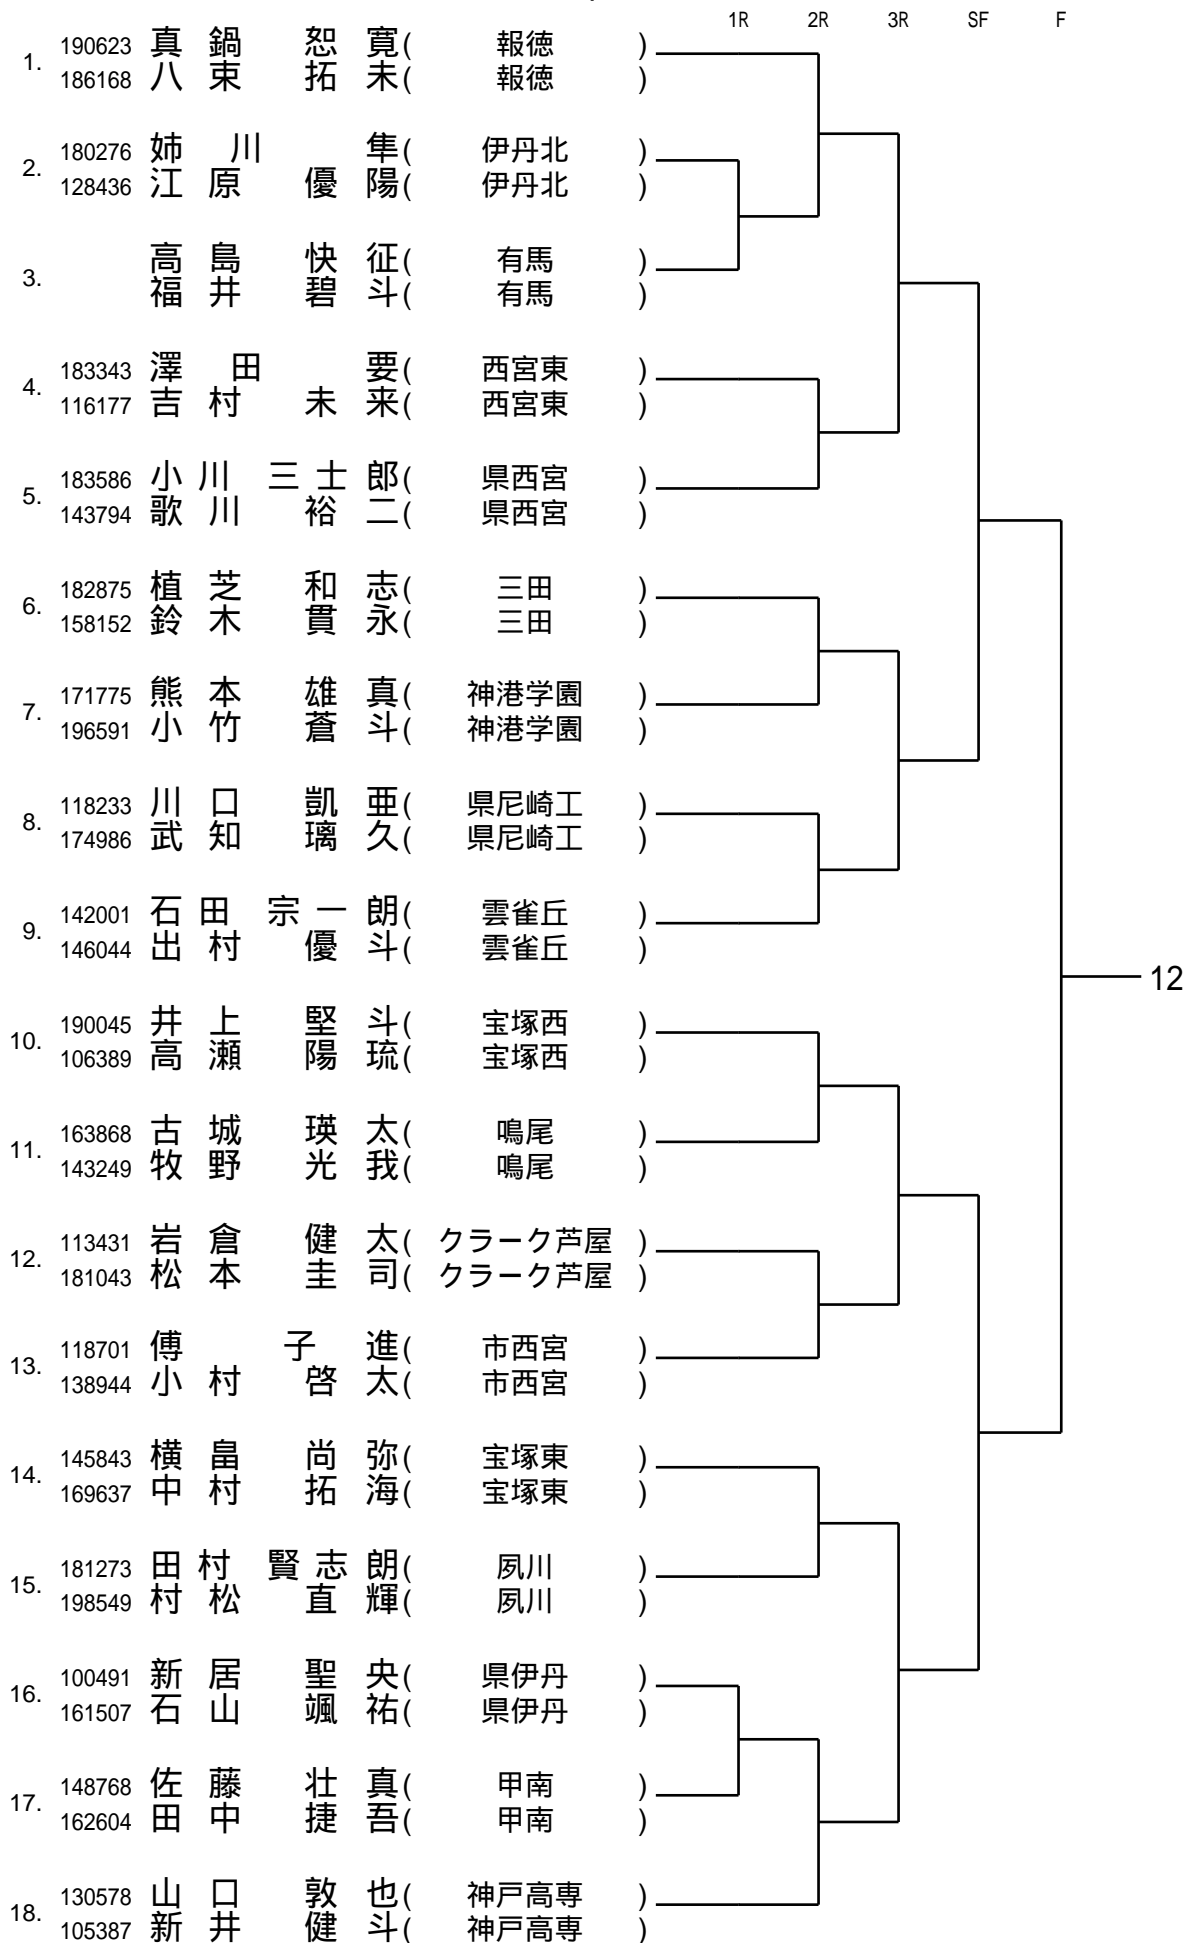 1R 2R 3R SF F
1. 190623 真鍋 恕寛( 報徳 )
186168 八束 拓未( 報徳 )
2. 180276 姉川 隼( 伊丹北 )
128436 江原 優陽( 伊丹北 )
3. 高島 快征( 有馬 )
福井 碧斗( 有馬 )
4. 183343 澤田 要( 西宮東 )
116177 吉村 未来( 西宮東 )
5. 183586 小川 三士郎( 県西宮 )
143794 歌川 裕二( 県西宮 )
6. 182875 植芝 和志( 三田 )
158152 鈴木 貫永( 三田 )
7. 171775 熊本 雄真( 神港学園 )
196591 小竹 蒼斗( 神港学園 )
8. 118233 川口 凱亜( 県尼崎工 )
174986 武知 璃久( 県尼崎工 )
9. 142001 石田 宗一朗( 雲雀丘 )
146044 出村 優斗( 雲雀丘 )
12
10. 190045 井上 堅斗( 宝塚西 )
106389 高瀬 陽琉( 宝塚西 )
11. 163868 古城 瑛太( 鳴尾 )
143249 牧野 光我( 鳴尾 )
12. 113431 岩倉 健太( クラーク芦屋 )
181043 松本 圭司( クラーク芦屋 )
13. 118701 傅 子進( 市西宮 )
138944 小村 啓太( 市西宮 )
14. 145843 横畠 尚弥( 宝塚東 )
169637 中村 拓海( 宝塚東 )
15. 181273 田村 賢志朗( 夙川 )
198549 村松 直輝( 夙川 )
16. 100491 新居 聖央( 県伊丹 )
161507 石山 颯祐( 県伊丹 )
17. 148768 佐藤 壮真( 甲南 )
162604 田中 捷吾( 甲南 )
18. 130578 山口 敦也( 神戸高専 )
105387 新井 健斗( 神戸高専 )